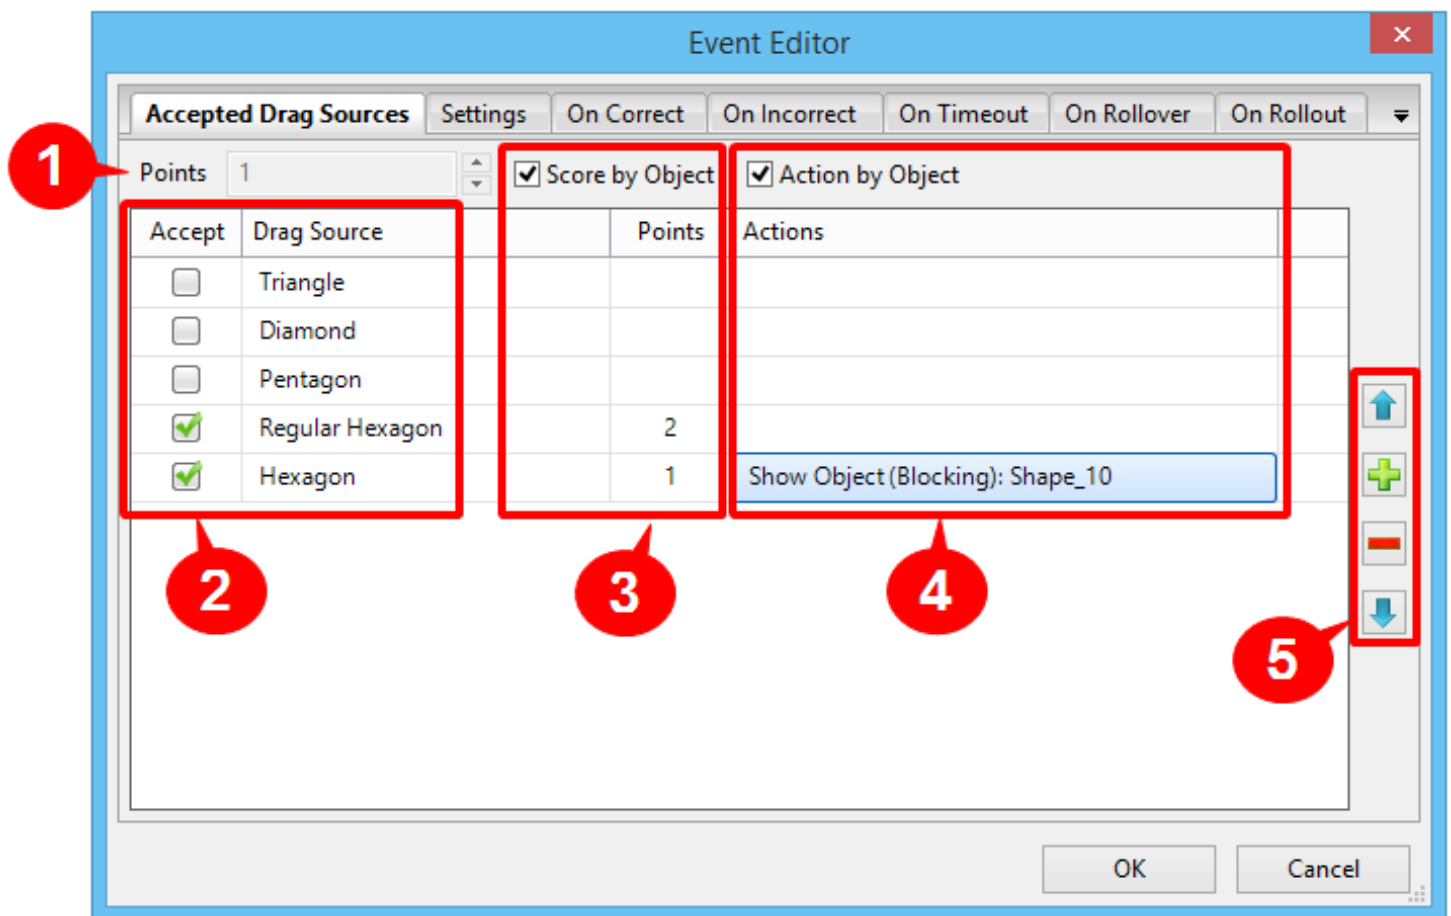 Event Editor
Accepted Drag Sources Settings On Correct On Incorrect On Timeout On Rollover On Rollout
1 Points 1 Score by Object Action by Object
Accept Drag Source Points Actions
Triangle
Diamond
Pentagon
Regular Hexagon 2
Hexagon 1 Show Object (Blocking): Shape_10
2 3 4
5
OK Cancel